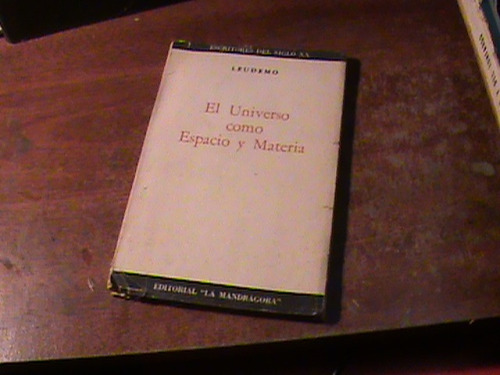 ESCRITORES DEL SIGLO XX
LEUDEMO
El Universo
como
Espacio y Materia
EDITORIAL "LA MANDRAGORA"